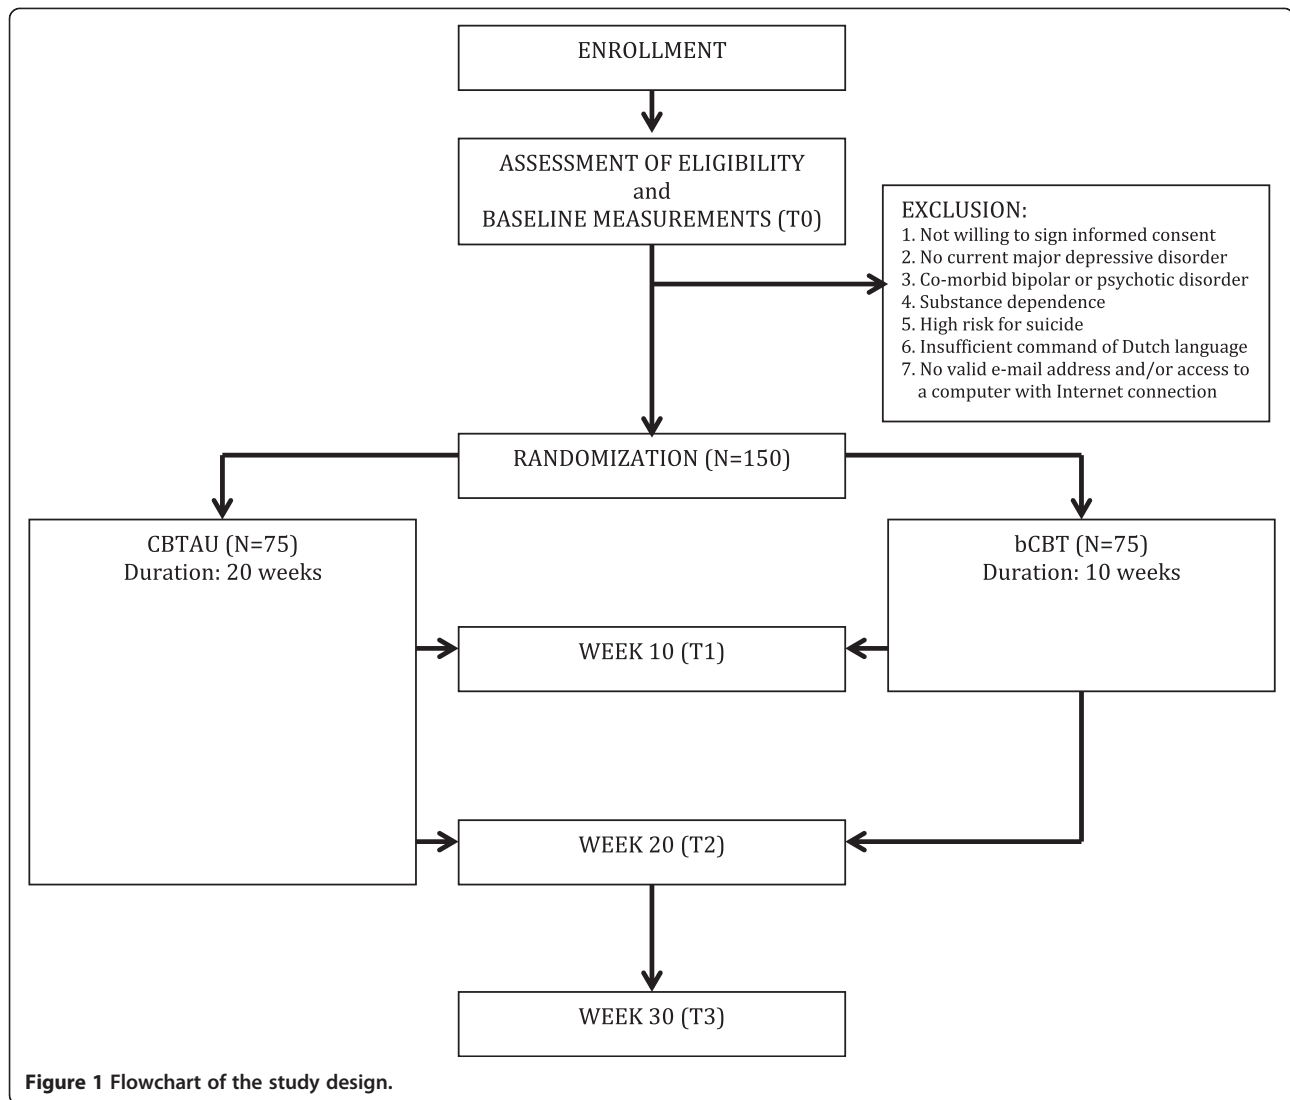 ENROLLMENT
ASSESSMENT OF ELIGIBILITY
and
BASELINE MEASUREMENTS (T0)
EXCLUSION:
1. Not willing to sign informed consent
2. No current major depressive disorder
3. Co-morbid bipolar or psychotic disorder
4. Substance dependence
5. High risk for suicide
6. Insufficient command of Dutch language
7. No valid e-mail address and/or access to
a computer with Internet connection
RANDOMIZATION (N=150)
CBTAU (N=75)
Duration: 20 weeks
bCBT (N=75)
Duration: 10 weeks
WEEK 10 (T1)
WEEK 20 (T2)
WEEK 30 (T3)
Figure 1 Flowchart of the study design.